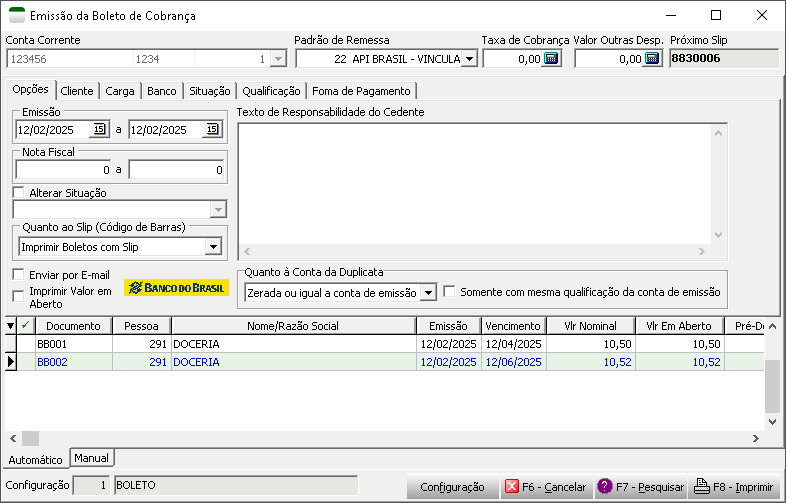 Emissão da Boleto de Cobrança
Conta Corrente
Padrão de Remessa
Taxa de Cobrança
Valor Outras Desp.
Próximo Slip
123456 1234 1
22 API BRASIL - VINCULA
0,00
0,00
8830006
Opções Cliente Carga Banco Situação Qualificação Foma de Pagamento
Emissão
12/02/2025 15 a 12/02/2025 15
Nota Fiscal
0 a 0
Alterar Situação
Quanto ao Slip (Código de Barras)
Imprimir Boletos com Slip
Enviar por E-mail
Imprimir Valor em
Aberto
BANCO DO BRASIL
Texto de Responsabilidade do Cedente
Quanto à Conta da Duplicata
Zerada ou igual a conta de emissão
Somente com mesma qualificação da conta de emissão
Documento Pessoa Nome/Razão Social Emissão Vencimento Vlr Nominal Vlr Em Aberto Pré-De
BB001 291 DOCERIA 12/02/2025 12/04/2025 10,50 10,50
BB002 291 DOCERIA 12/02/2025 12/06/2025 10,52 10,52
Automático Manual
Configuração 1 BOLETO
Configuração F6 - Cancelar F7 - Pesquisar F8 - Imprimir